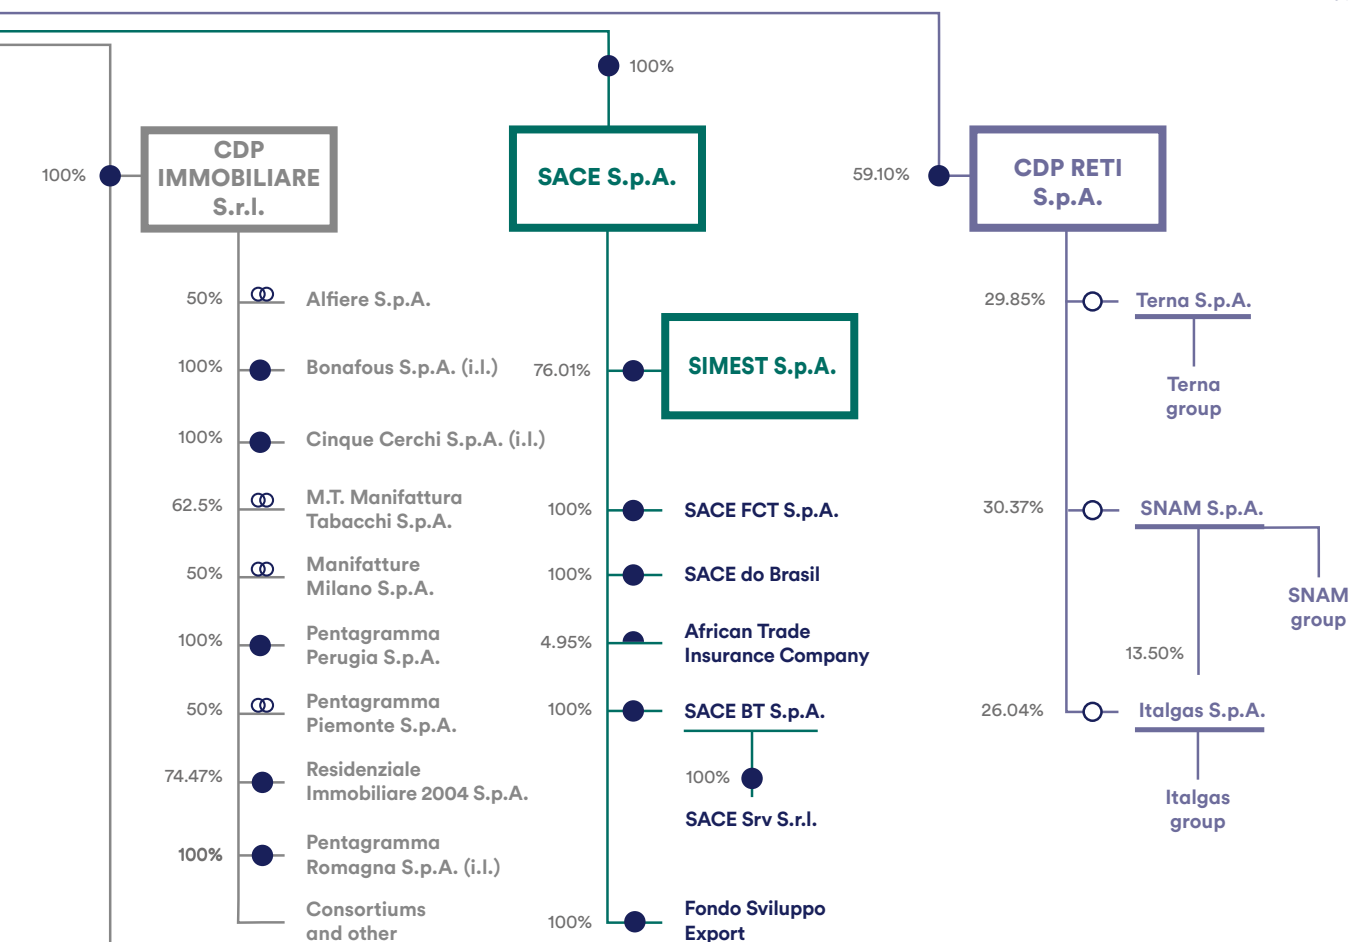 100%
100%
CDP
IMMOBILIARE
S.r.l.
SACE S.p.A.
59.10%
CDP RETI
S.p.A.
50%
Alfiere S.p.A.
100%
Bonafous S.p.A. (i.l.)
100%
Cinque Cerchi S.p.A. (i.l.)
62.5%
M.T. Manifattura
Tabacchi S.p.A.
50%
Manifatture
Milano S.p.A.
100%
Pentagramma
Perugia S.p.A.
50%
Pentagramma
Piemonte S.p.A.
74.47%
Residenziale
Immobiliare 2004 S.p.A.
100%
Pentagramma
Romagna S.p.A. (i.l.)
Consortiums
and other
76.01%
SIMEST S.p.A.
100%
SACE FCT S.p.A.
100%
SACE do Brasil
4.95%
African Trade
Insurance Company
100%
SACE BT S.p.A.
100%
SACE Srv S.r.l.
100%
Fondo Sviluppo
Export
29.85%
Terna S.p.A.
Terna
group
30.37%
SNAM S.p.A.
SNAM
group
13.50%
26.04%
Italgas S.p.A.
Italgas
group